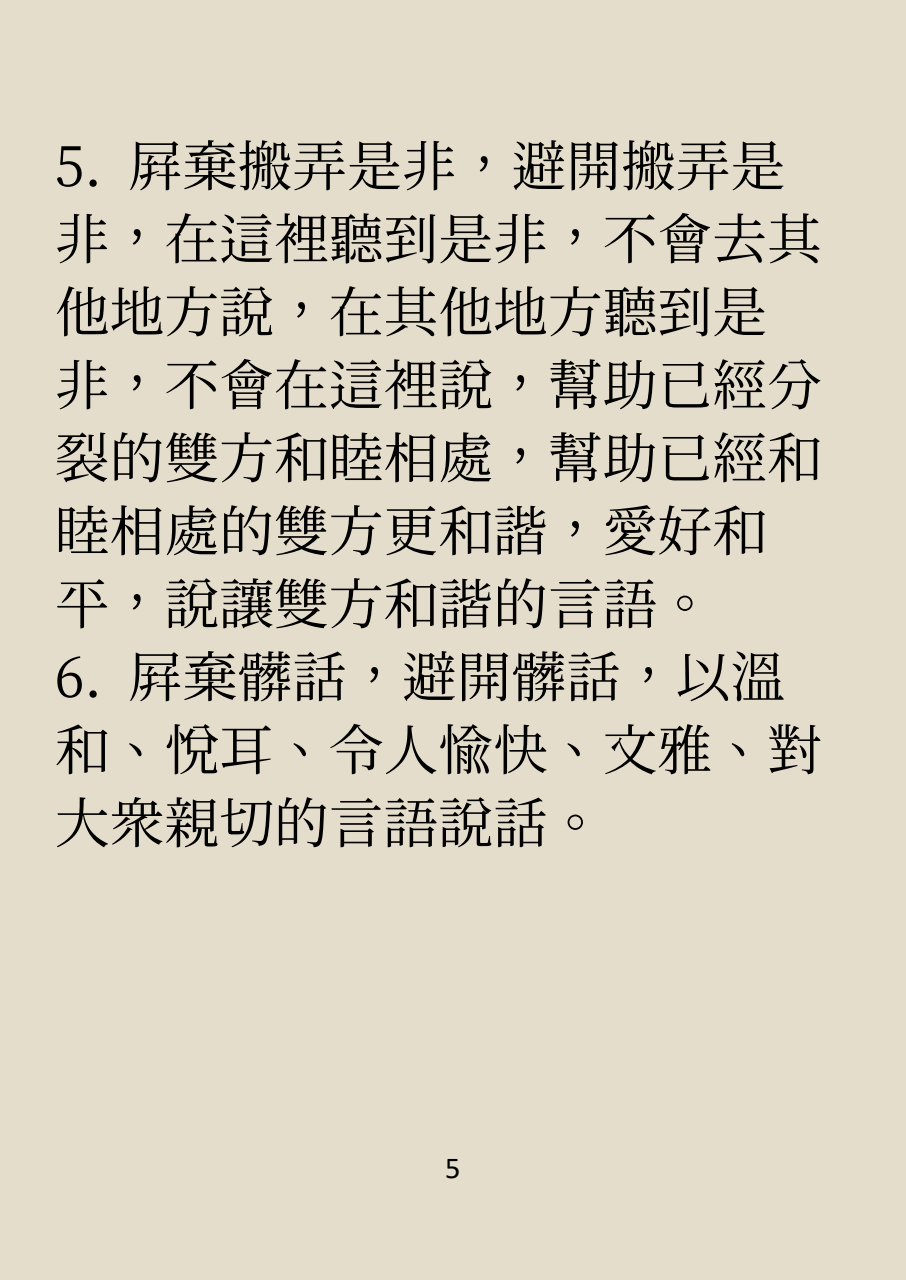 5. 屛棄搬弄是非，避開搬弄是
非，在這裡聽到是非，不會去其
他地方說，在其他地方聽到是
非，不會在這裡說，幫助已經分
裂的雙方和睦相處，幫助已經和
睦相處的雙方更和諧，愛好和
平，說讓雙方和諧的言語。
6. 屛棄髒話，避開髒話，以溫
和、悅耳、令人愉快、文雅、對
大衆親切的言語說話。
5